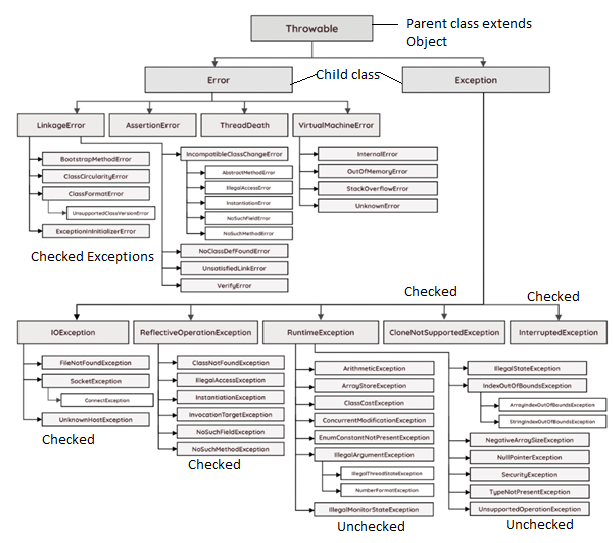 Throwable
Parent class extends
Object
Error
Child class
Exception
LinkageError
AssertionError
ThreadDeath
VirtualMachineError
BootstrapMethodError
ClassCircularityError
ClassFormatError
UnsupportedClassVersionError
ExceptionInInitializerError
Checked Exceptions
IncompatibleClassChangeError
AbstractMethodError
IllegalAccessError
InstantiationError
NoSuchFieldError
NoSuchMethodError
NoClassDefFoundError
UnsatisfiedLinkError
VerifyError
InternalError
OutOfMemoryError
StackOverflowError
UnknownError
Checked
Checked
IOException
ReflectiveOperationException
RuntimeException
CloneNotSupportedException
InterruptedException
FileNotFoundException
SocketException
ConnectException
UnknownHostException
Checked
ClassNotFoundException
IllegalAccessException
InstantiationException
InvocationTargetException
NoSuchFieldException
NoSuchMethodException
Checked
ArithmeticException
ArrayStoreException
ClassCastException
ConcurrentModificationException
EnumConstantNotPresentException
IllegalArgumentException
IllegalThreadStateException
NumberFormatException
IllegalMonitorStateException
Unchecked
IllegalStateException
IndexOutOfBoundsException
ArrayIndexOutOfBoundsException
StringIndexOutOfBoundsException
NegativeArraySizeException
NullPointerException
SecurityException
TypeNotPresentException
UnsupportedOperationException
Unchecked